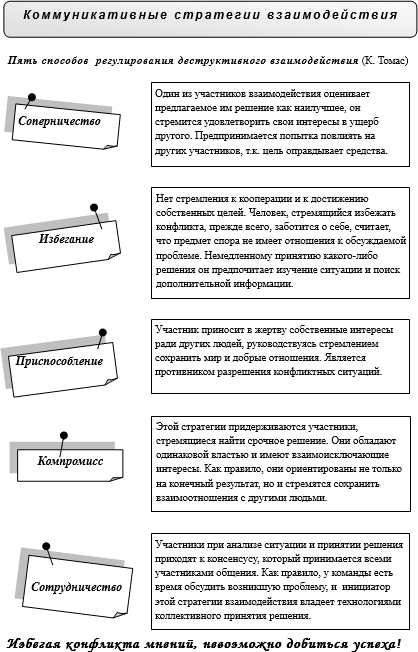 Коммуникативные стратегии взаимодействия
Пять способов регулирования деструктивного взаимодействия (К. Томас)
Соперничество
Один из участников взаимодействия оценивает
предлагаемое им решение как наилучшее, он
стремится удовлетворить свои интересы в ущерб
другого. Предпринимается попытка повлиять на
других участников, т.к. цель оправдывает средства.
Избегание
Нет стремления к кооперации и к достижению
собственных целей. Человек, стремящийся избежать
конфликта, прежде всего, заботится о себе, считает,
что предмет спора не имеет отношения к обсуждаемой
проблеме. Немедленному принятию какого-либо
решения он предпочитает изучение ситуации и поиск
дополнительной информации.
Приспособление
Участник приносит в жертву собственные интересы
ради других людей, руководствуясь стремлением
сохранить мир и добрые отношения. Является
противником разрешения конфликтных ситуаций.
Компромисс
Этой стратегии придерживаются участники,
стремящиеся найти срочное решение. Они обладают
одинаковой властью и имеют взаимоисключающие
интересы. Как правило, они ориентированы не только
на конечный результат, но и стремятся сохранить
взаимоотношения с другими людьми.
Сотрудничество
Участники при анализе ситуации и принятии решения
приходят к консенсусу, который принимается всеми
участниками общения. Как правило, у команды есть
время обсудить возникшую проблему, и инициатор
этой стратегии взаимодействия владеет технологиями
коллективного принятия решения.
Избегая конфликта мнений, невозможно добиться успеха!